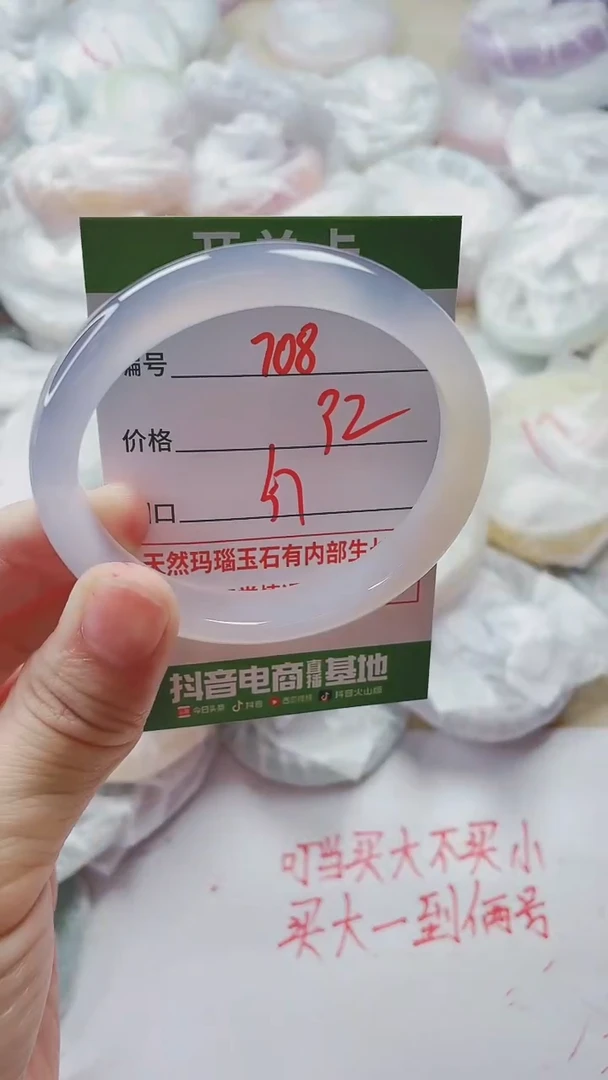 开单卡
编号 708
价格 32
口 57
天然玛瑙玉石有内部生
抖音电商直播基地
今日头条 抖音 西瓜视频 抖音火山版
叮当买大不买小
买大一到俩号